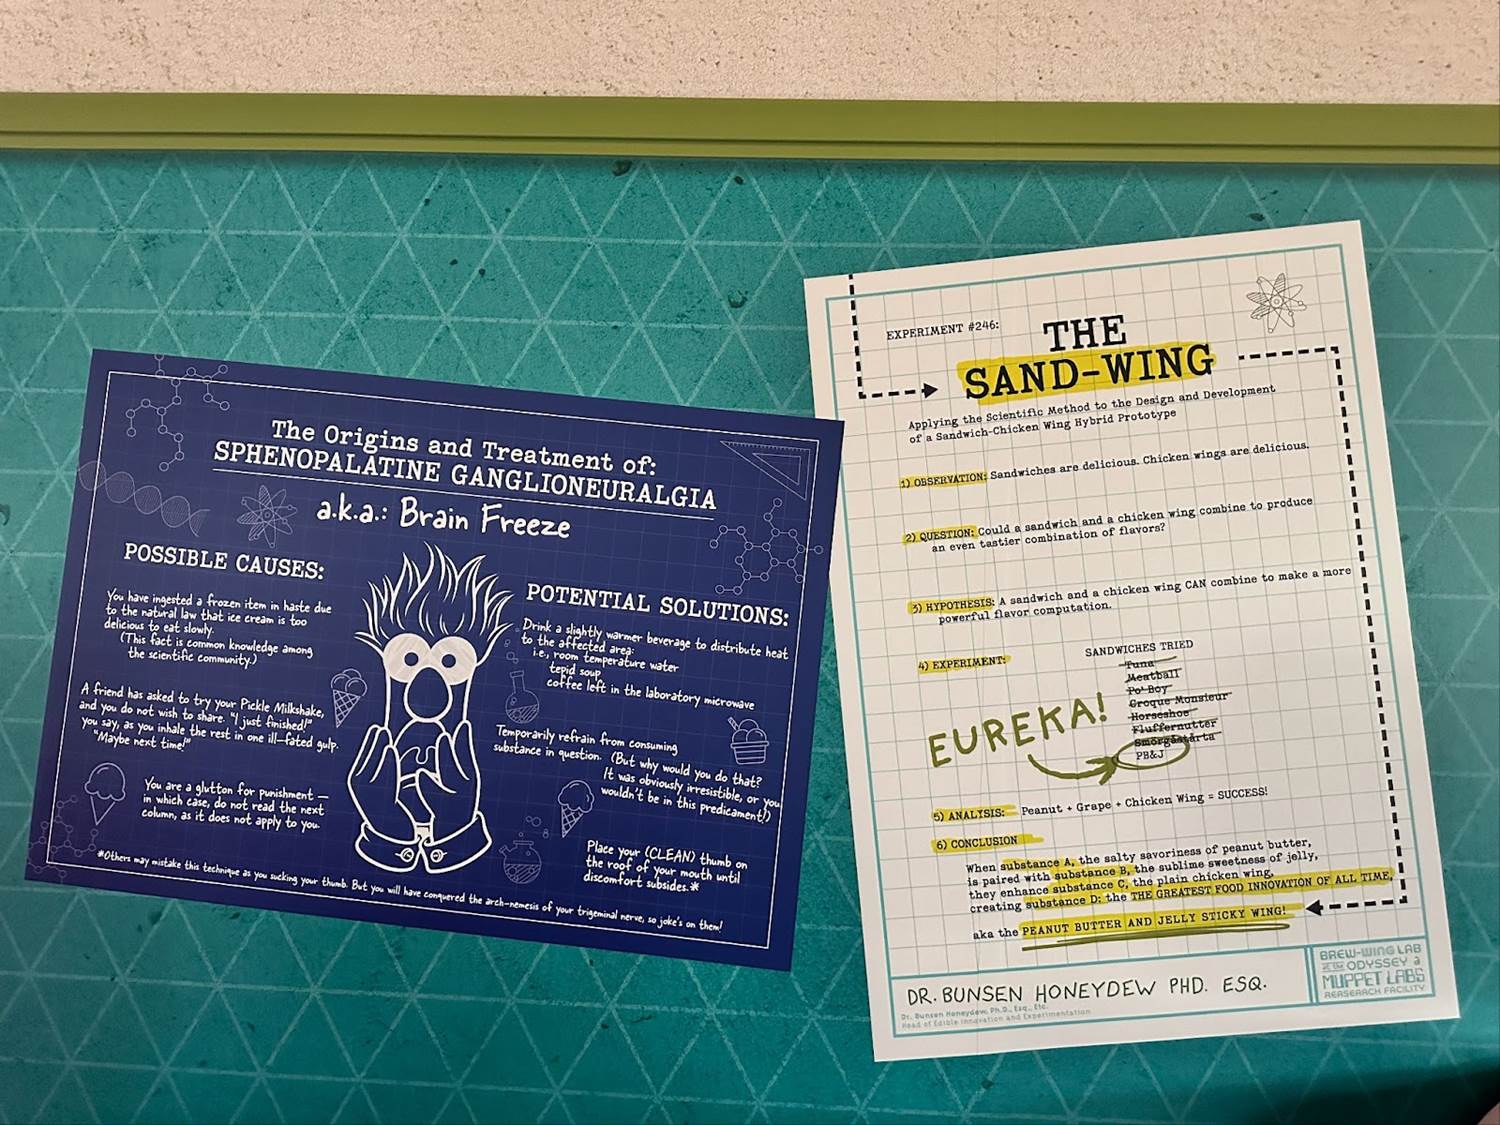 The Origins and Treatment of:
SPHENOPALATINE GANGLIONEURALGIA
a.k.a.: Brain Freeze
POSSIBLE CAUSES:
You have ingested a frozen item in haste due
to the natural law that ice cream is too
delicious to eat slowly.
(This fact is common knowledge among
the scientific community.)
A friend has asked to try your Pickle Milkshake,
and you do not wish to share. "I just finished!"
you say, as you inhale the rest in one ill-fated gulp.
"Maybe next time!"
You are a glutton for punishment —
in which case, do not read the next
column, as it does not apply to you.
POTENTIAL SOLUTIONS:
Drink a slightly warmer beverage to distribute heat
to the affected area:
i.e., room temperature water
tepid soup
coffee left in the laboratory microwave
Temporarily refrain from consuming
substance in question. (But why would you do that?
It was obviously irresistible, or you
wouldn't be in this predicament!)
Place your (CLEAN) thumb on
the roof of your mouth until
discomfort subsides.*
*Others may mistake this technique as you sucking your thumb. But you will have conquered the arch-nemesis of your trigeminal nerve, so joke's on them!
EXPERIMENT #246:
THE
SAND-WING
Applying the Scientific Method to the Design and Development
of a Sandwich-Chicken Wing Hybrid Prototype
1) OBSERVATION: Sandwiches are delicious. Chicken wings are delicious.
2) QUESTION: Could a sandwich and a chicken wing combine to produce
an even tastier combination of flavors?
3) HYPOTHESIS: A sandwich and a chicken wing CAN combine to make a more
powerful flavor computation.
4) EXPERIMENT:
SANDWICHES TRIED
Tuna
Meatball
Po' Boy
Croque Monsieur
Horseshoe
Fluffernutter
Smörgåstårta
PB&J
EUREKA!
5) ANALYSIS: Peanut + Grape + Chicken Wing = SUCCESS!
6) CONCLUSION
When substance A, the salty savoriness of peanut butter,
is paired with substance B, the sublime sweetness of jelly,
they enhance substance C, the plain chicken wing,
creating substance D: the THE GREATEST FOOD INNOVATION OF ALL TIME,
aka the PEANUT BUTTER AND JELLY STICKY WING!
DR. BUNSEN HONEYDEW PHD. ESQ.
Dr. Bunsen Honeydew, Ph.D., Esq., Etc.
Head of Edible Innovation and Experimentation
BREW-WING LAB
at the ODYSSEY a
MUPPET LABS
REASEARCH FACILITY